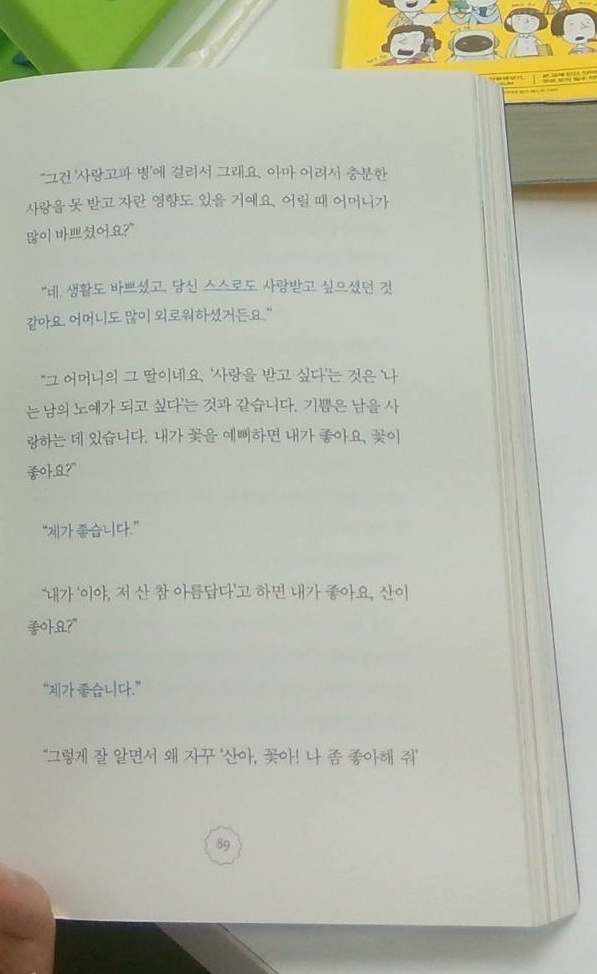 "그건 '사랑고파 병'에 걸려서 그래요. 아마 어려서 충분한
사랑을 못 받고 자란 영향도 있을 거예요. 어릴 때 어머니가
많이 바쁘셨어요?"
"네. 생활도 바쁘셨고, 당신 스스로도 사랑받고 싶으셨던 것
같아요. 어머니도 많이 외로워하셨거든요."
"그 어머니의 그 딸이네요. '사랑을 받고 싶다'는 것은 '나
는 남의 노예가 되고 싶다'는 것과 같습니다. 기쁨은 남을 사
랑하는 데 있습니다. 내가 꽃을 예뻐하면 내가 좋아요, 꽃이
좋아요?"
"제가 좋습니다."
"내가 '이야, 저 산 참 아름답다'고 하면 내가 좋아요, 산이
좋아요?"
"제가 좋습니다."
"그렇게 잘 알면서 왜 자꾸 '산아, 꽃아! 나 좀 좋아해 줘'
89